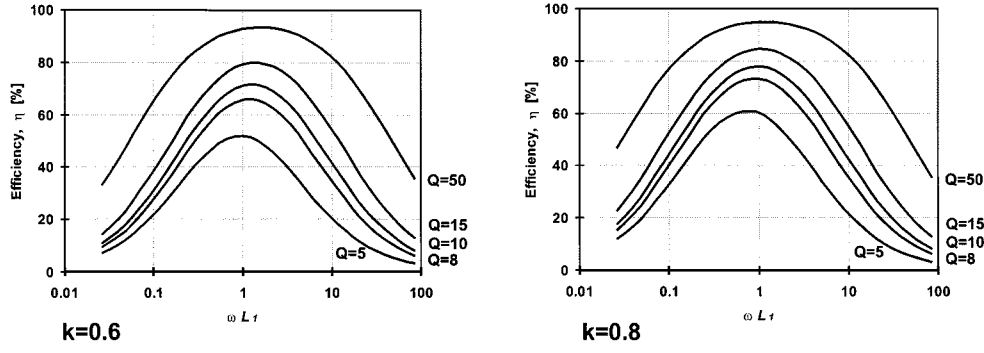 Efficiency, η [%]
100
80
60
40
20
0
0.01 0.1 1 10 100
ω L1
Q=50
Q=15
Q=10
Q=8
Q=5
k=0.6
Efficiency, η [%]
100
80
60
40
20
0
0.01 0.1 1 10 100
ω L1
Q=50
Q=15
Q=10
Q=8
Q=5
k=0.8